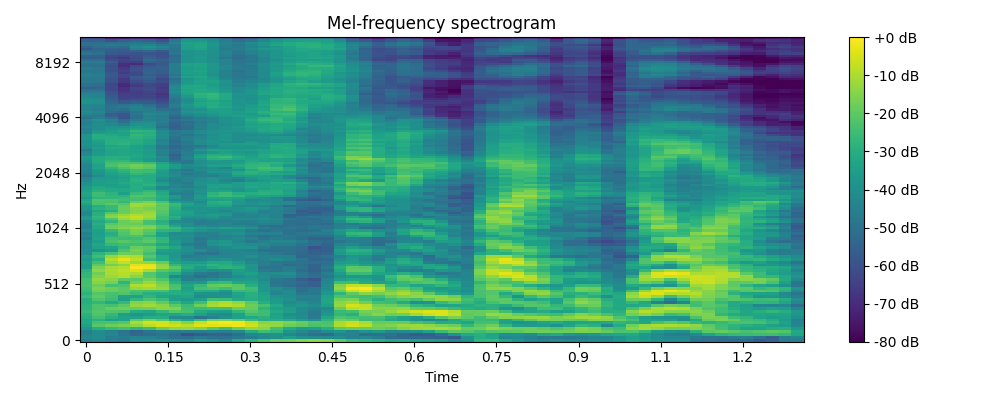 Mel-frequency spectrogram
+0 dB
8192
-10 dB
-20 dB
4096
-30 dB
Hz
2048
-40 dB
1024
-50 dB
-60 dB
512
-70 dB
0
-80 dB
0 0.15 0.3 0.45 0.6 0.75 0.9 1.1 1.2
Time